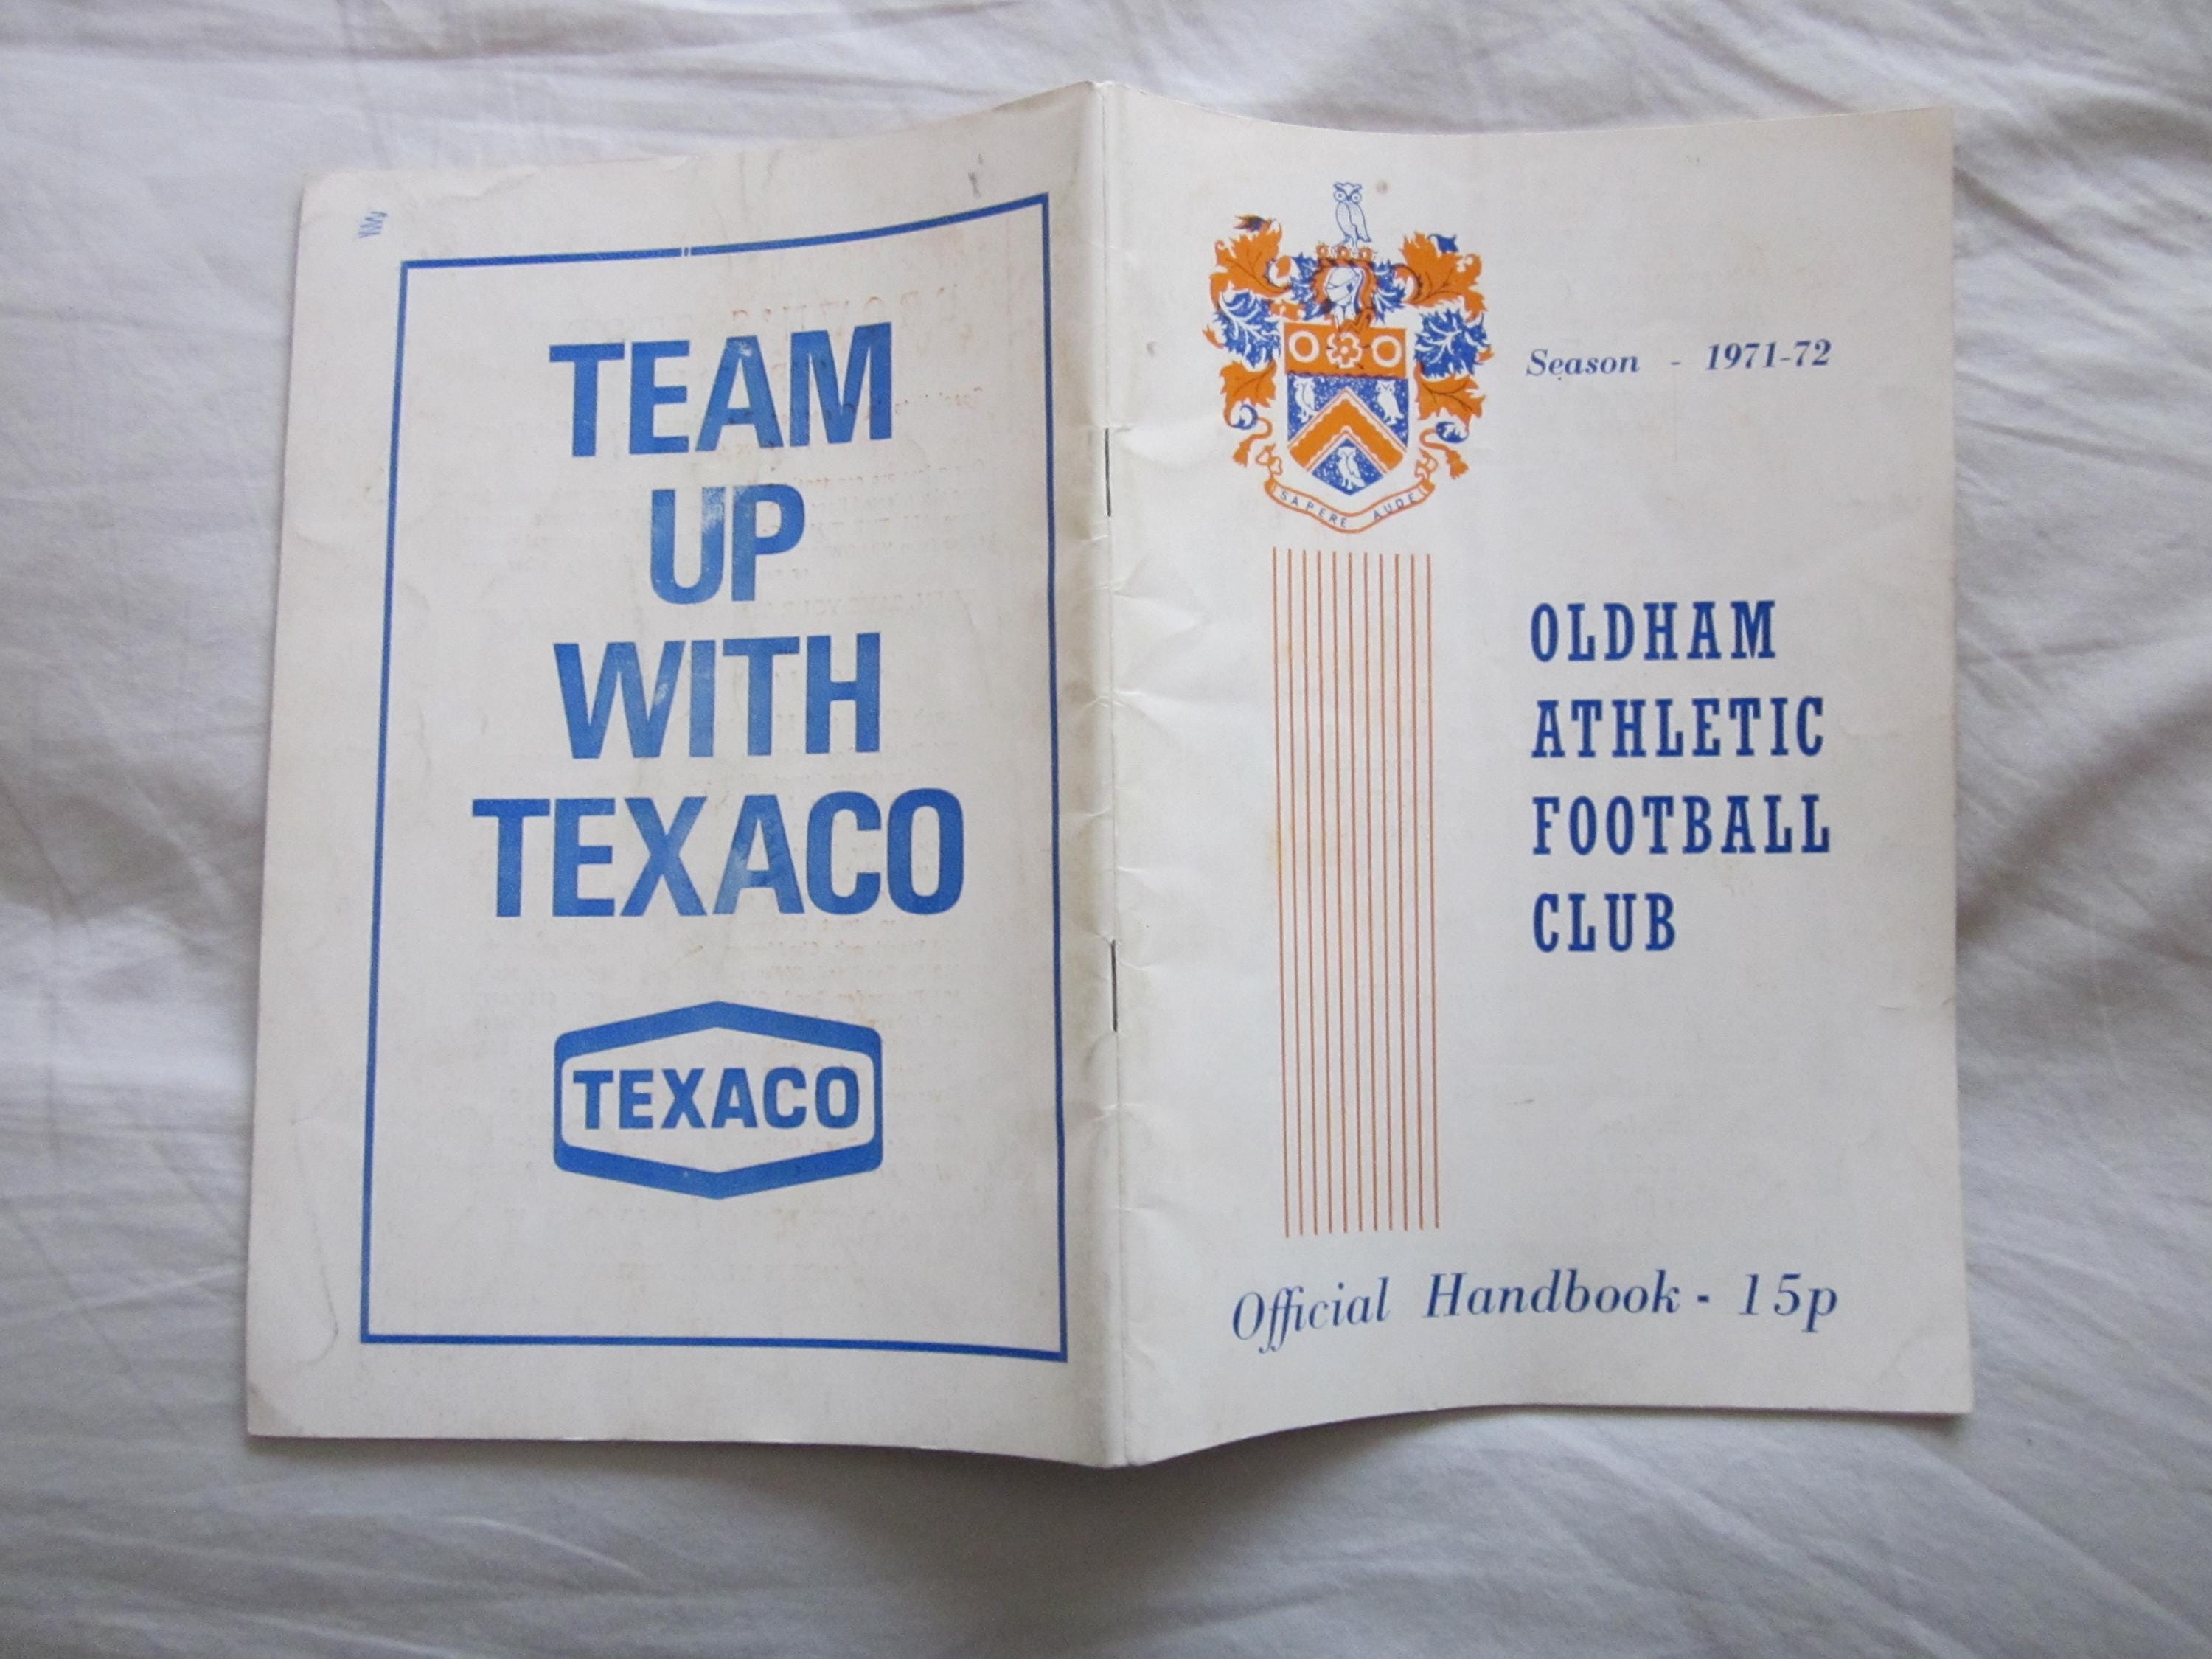 TEAM
UP
WITH
TEXACO
TEXACO
SAPERE AUDE
Season - 1971-72
OLDHAM
ATHLETIC
FOOTBALL
CLUB
Official Handbook - 15p